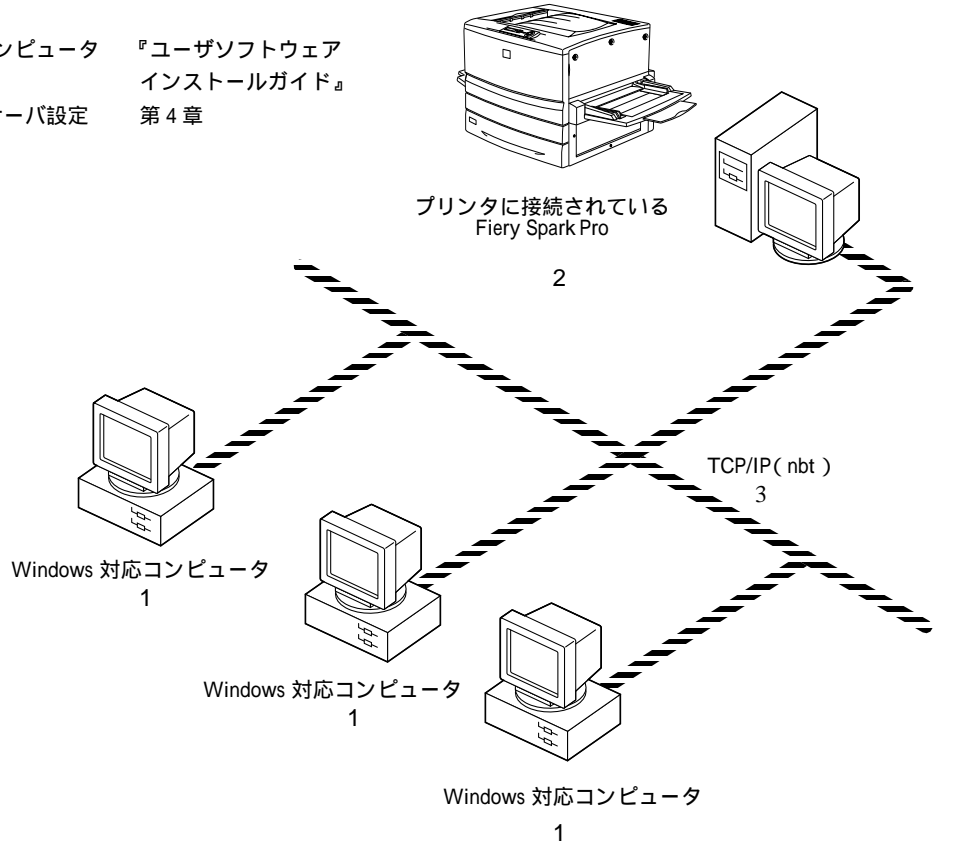 ンピュータ 『ユーザソフトウェア
インストールガイド』
ーバ設定 第4章
プリンタに接続されている
Fiery Spark Pro
2
TCP/IP(nbt)
3
Windows 対応コンピュータ
1
Windows 対応コンピュータ
1
Windows 対応コンピュータ
1